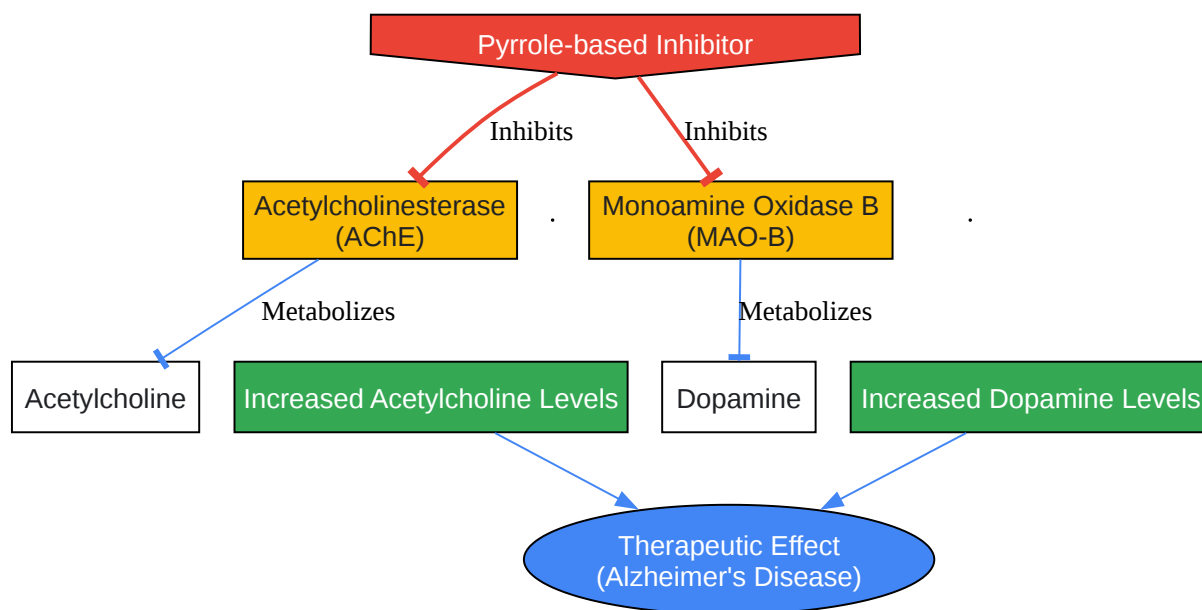 Pyrrole-based Inhibitor
Inhibits
Inhibits
Acetylcholinesterase
(AChE)
.
Monoamine Oxidase B
(MAO-B)
.
Metabolizes
Metabolizes
Acetylcholine
Increased Acetylcholine Levels
Dopamine
Increased Dopamine Levels
Therapeutic Effect
(Alzheimer's Disease)